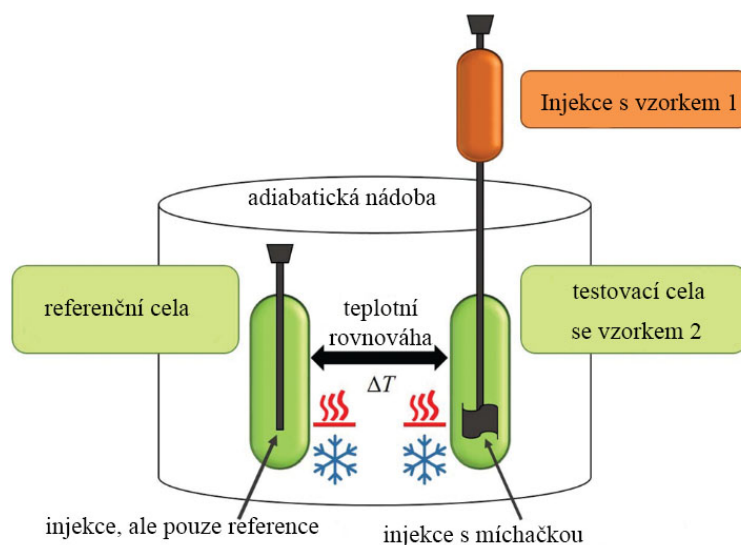 Injekce s vzorkem 1
adiabatická nádoba
referenční cela
teplotní
rovnováha
ΔT
testovací cela
se vzorkem 2
injekce, ale pouze reference
injekce s míchačkou